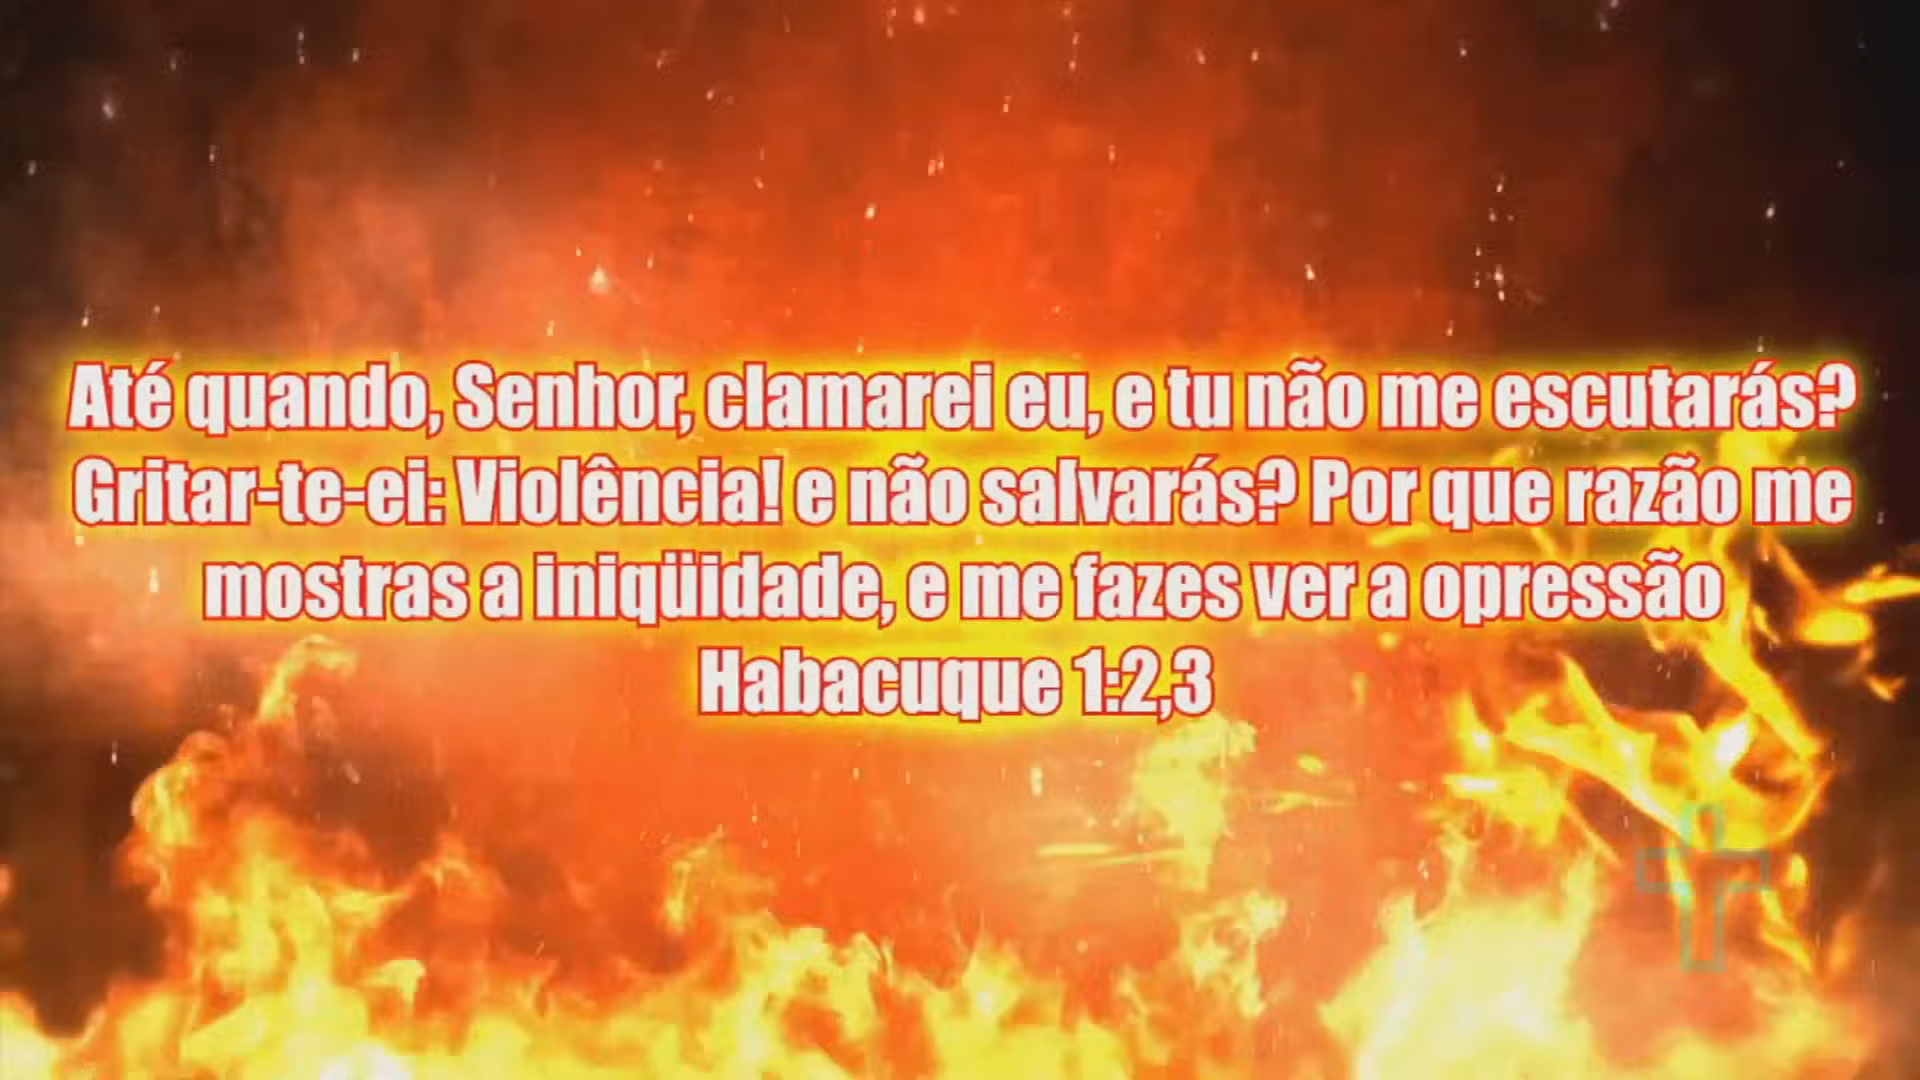 Até quando, Senhor, clamarei eu, e tu não me escutarás?
Gritar-te-ei: Violência! e não salvarás? Por que razão me
mostras a iniqüidade, e me fazes ver a opressão
Habacuque 1:2,3